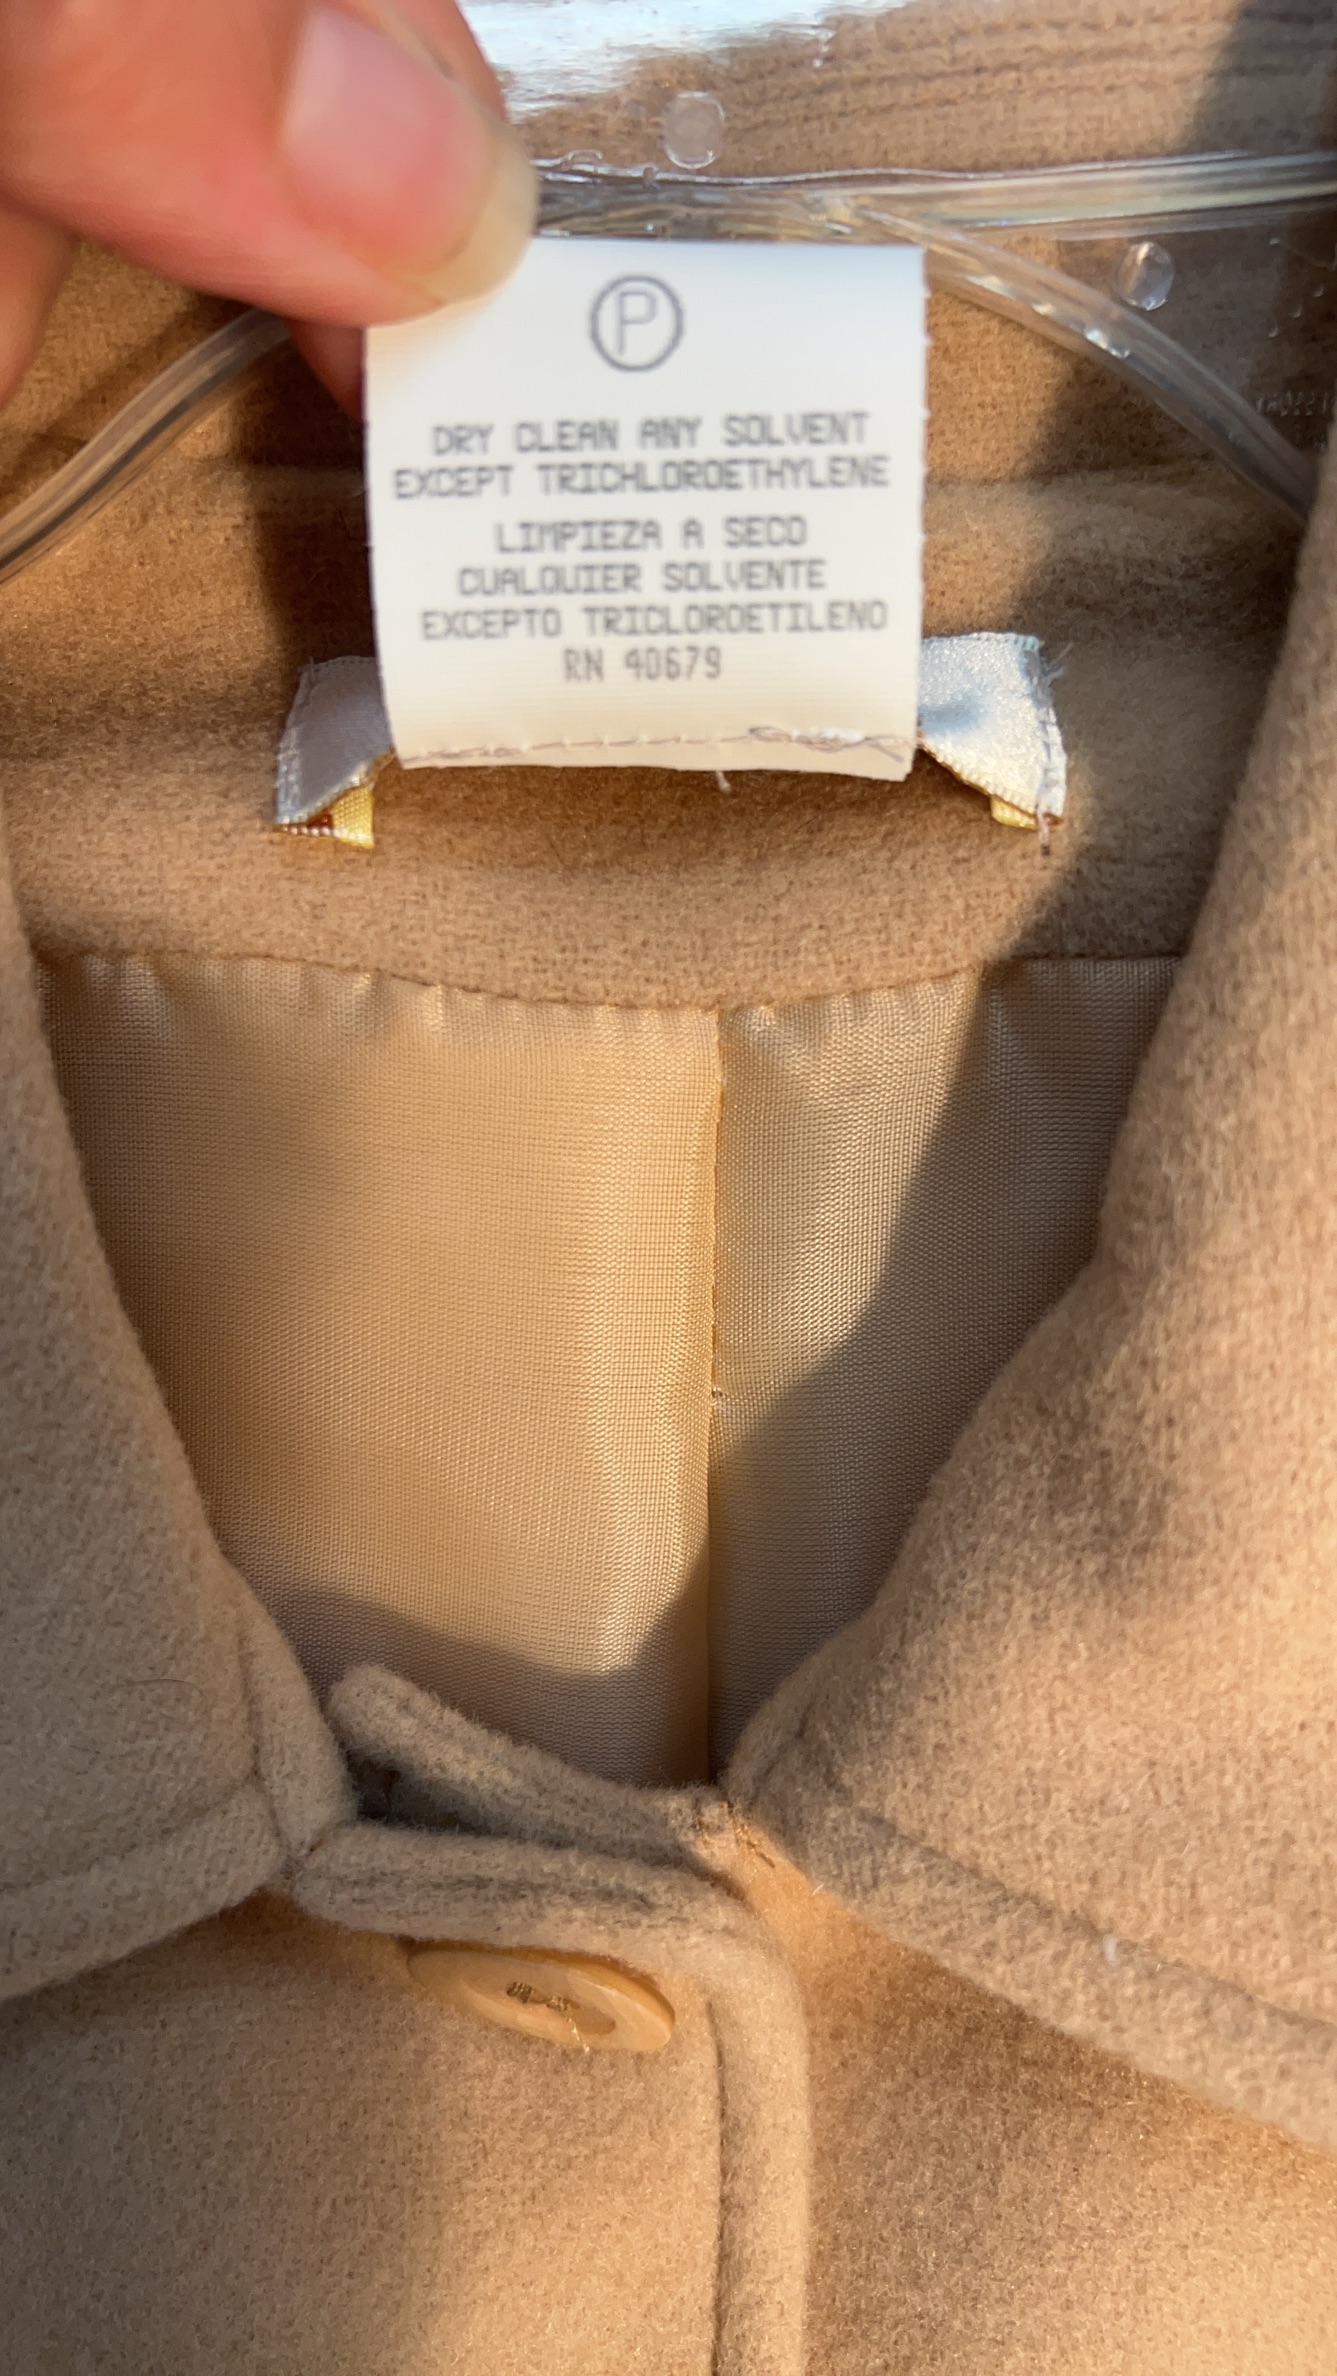 P
DRY CLEAN ANY SOLVENT
EXCEPT TRICHLOROETHYLENE
LIMPIEZA A SECO
CUALQUIER SOLVENTE
EXCEPTO TRICLOROETILENO
RN 40679